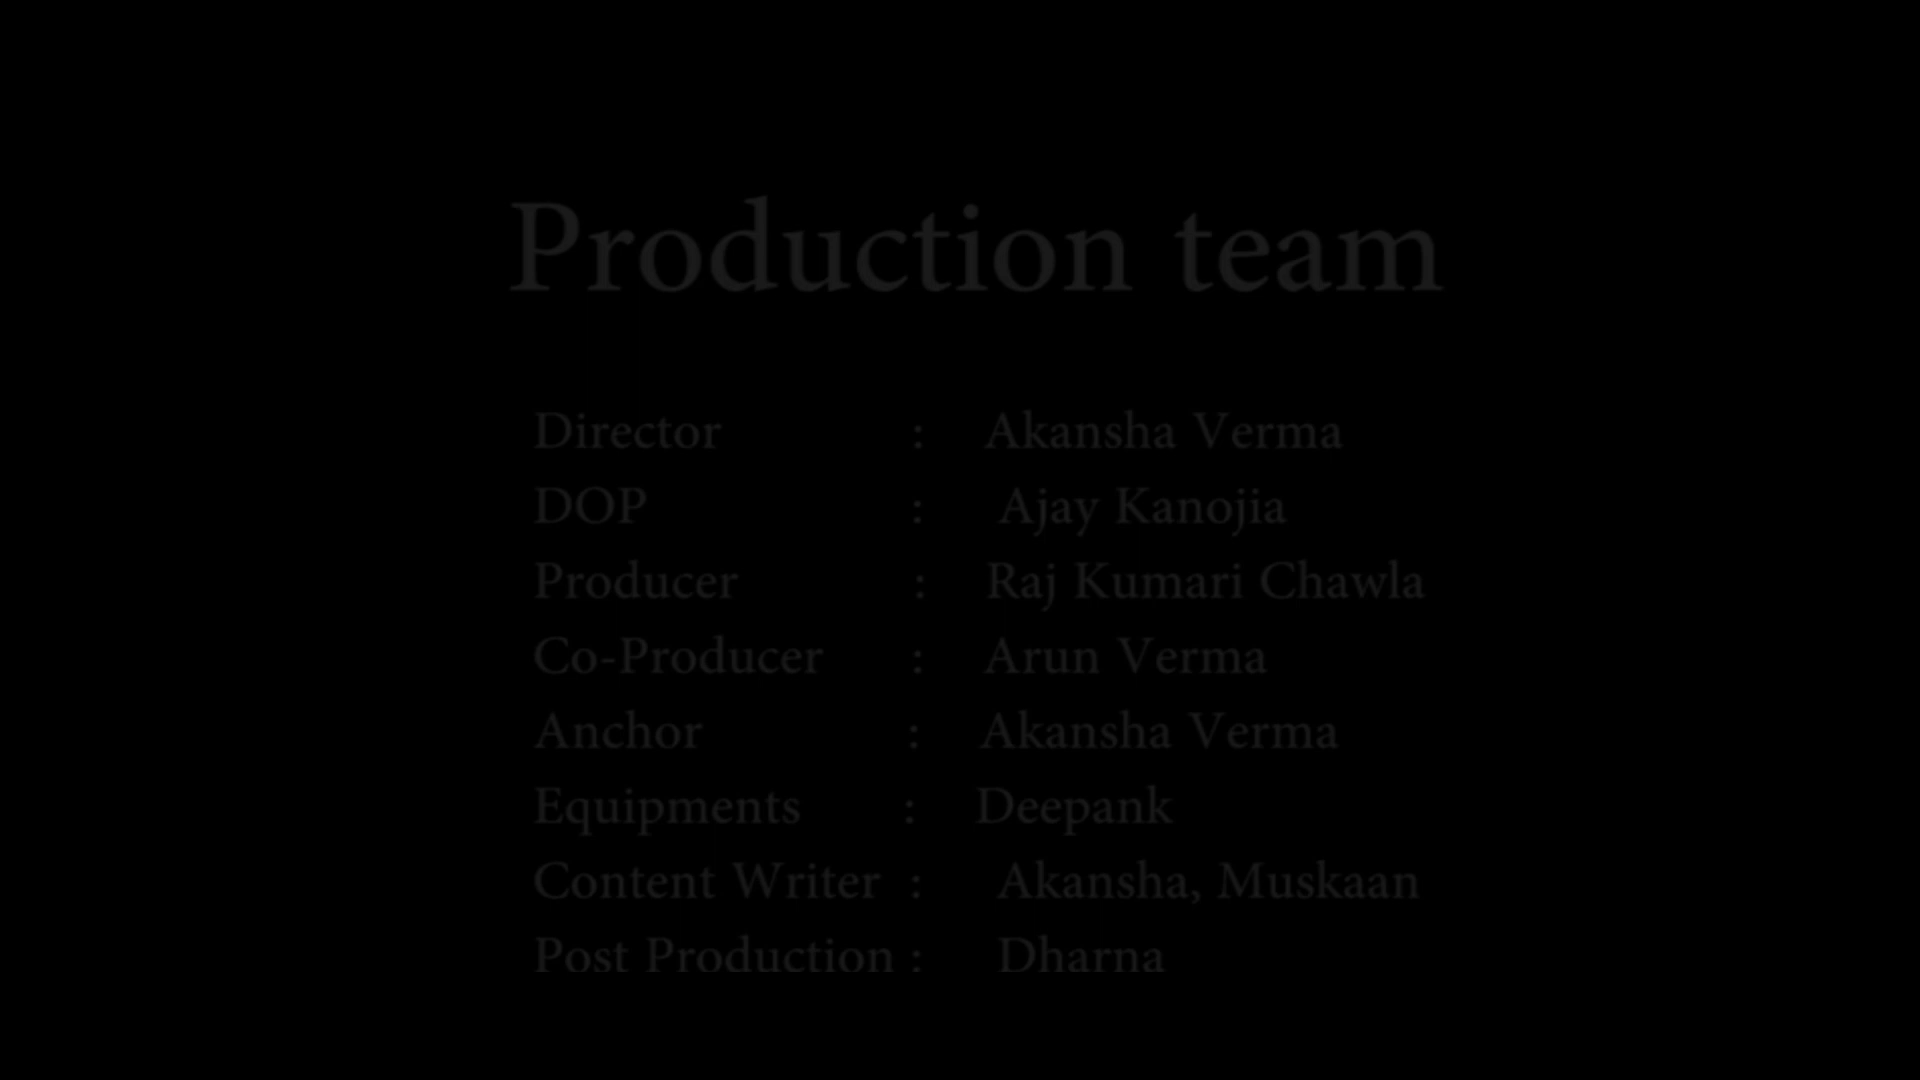 Production team
Director : Akansha Verma
DOP : Ajay Kanojia
Producer : Raj Kumari Chawla
Co-Producer : Arun Verma
Anchor : Akansha Verma
Equipments : Deepank
Content Writer : Akansha, Muskaan
Post Production : Dharna